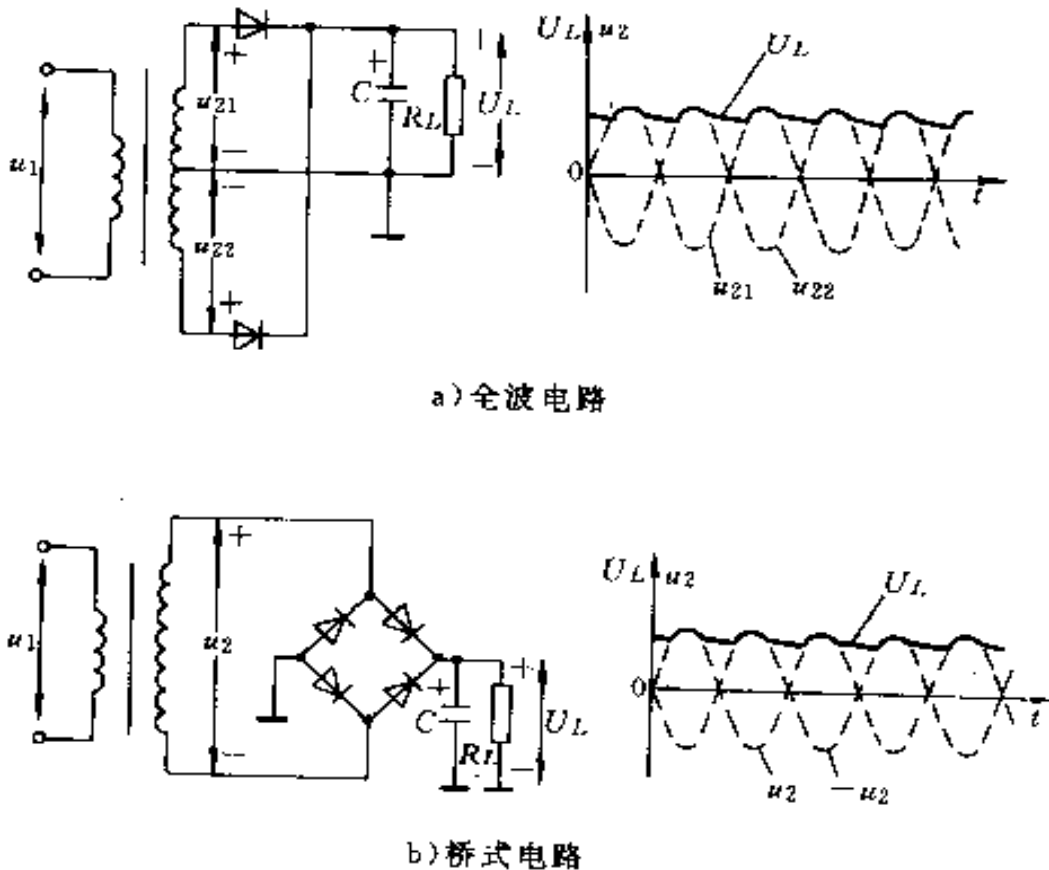 u1
u21
u22
+
−
−
+
+
C
RL
+
UL
−
UL u2
UL
0
t
u21
u22
a)全波电路
u1
u2
+
−
+
C
RL
+
UL
−
UL u2
UL
0
t
u2
−u2
b)桥式电路